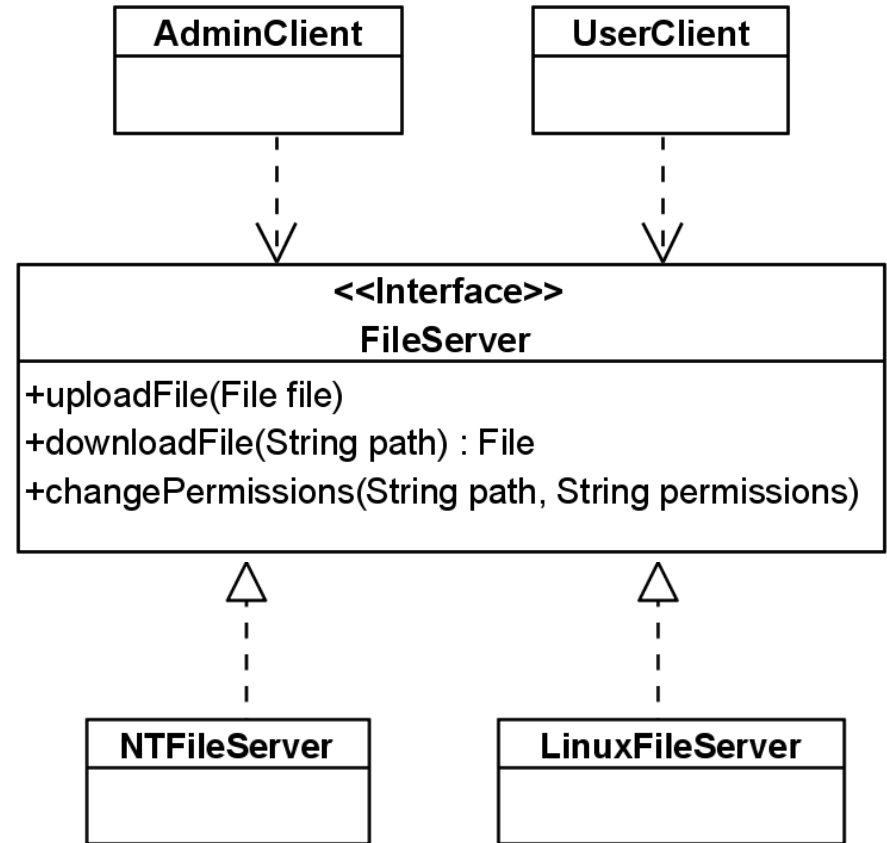 AdminClient
UserClient
<<Interface>>
FileServer
+uploadFile(File file)
+downloadFile(String path) : File
+changePermissions(String path, String permissions)
NTFileServer
LinuxFileServer